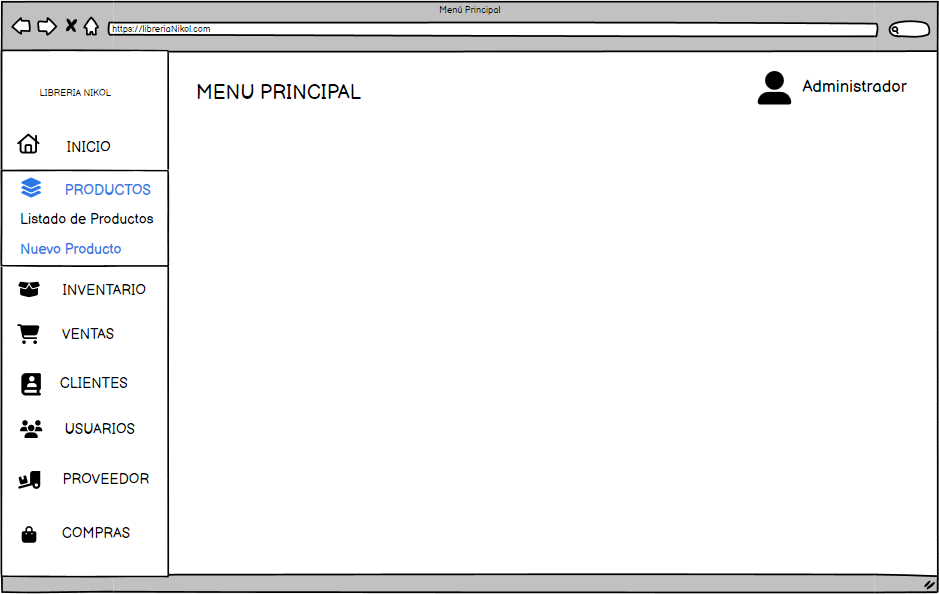 Menú Principal
https://libreriaNikol.com
LIBRERIA NIKOL
MENU PRINCIPAL
Administrador
INICIO
PRODUCTOS
Listado de Productos
Nuevo Producto
INVENTARIO
VENTAS
CLIENTES
USUARIOS
PROVEEDOR
COMPRAS